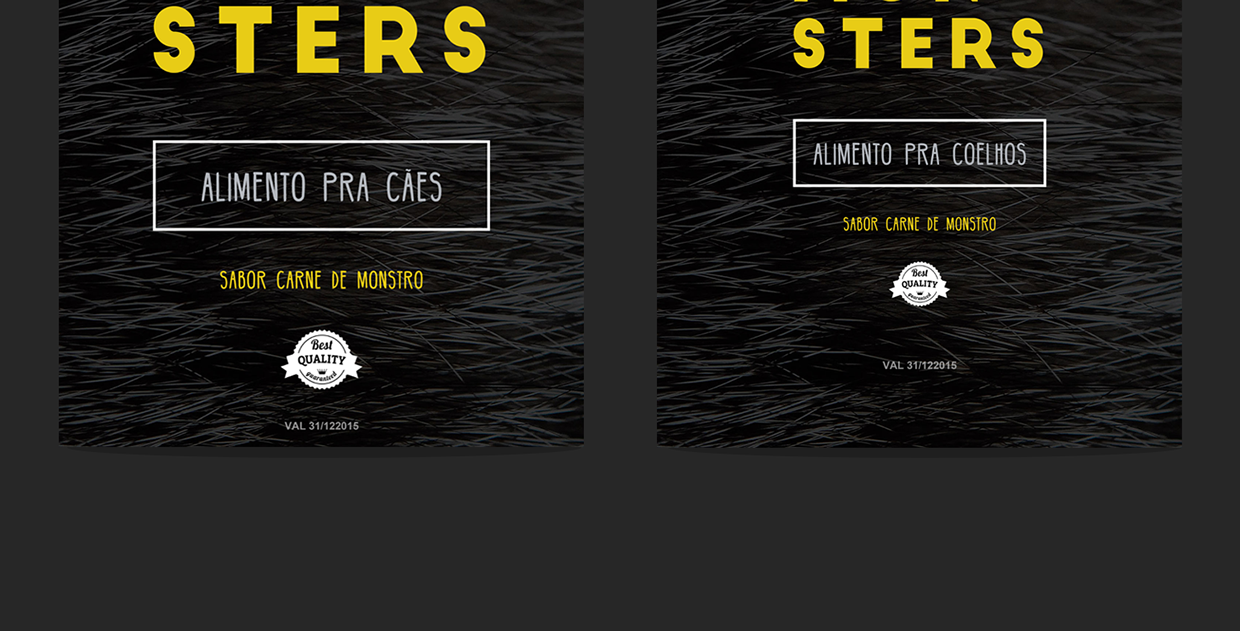 STERS
ALIMENTO PRA CÃES
SABOR CARNE DE MONSTRO
Best
QUALITY
guaranteed
VAL 31/122015
STERS
ALIMENTO PRA COELHOS
SABOR CARNE DE MONSTRO
Best
QUALITY
guaranteed
VAL 31/122015